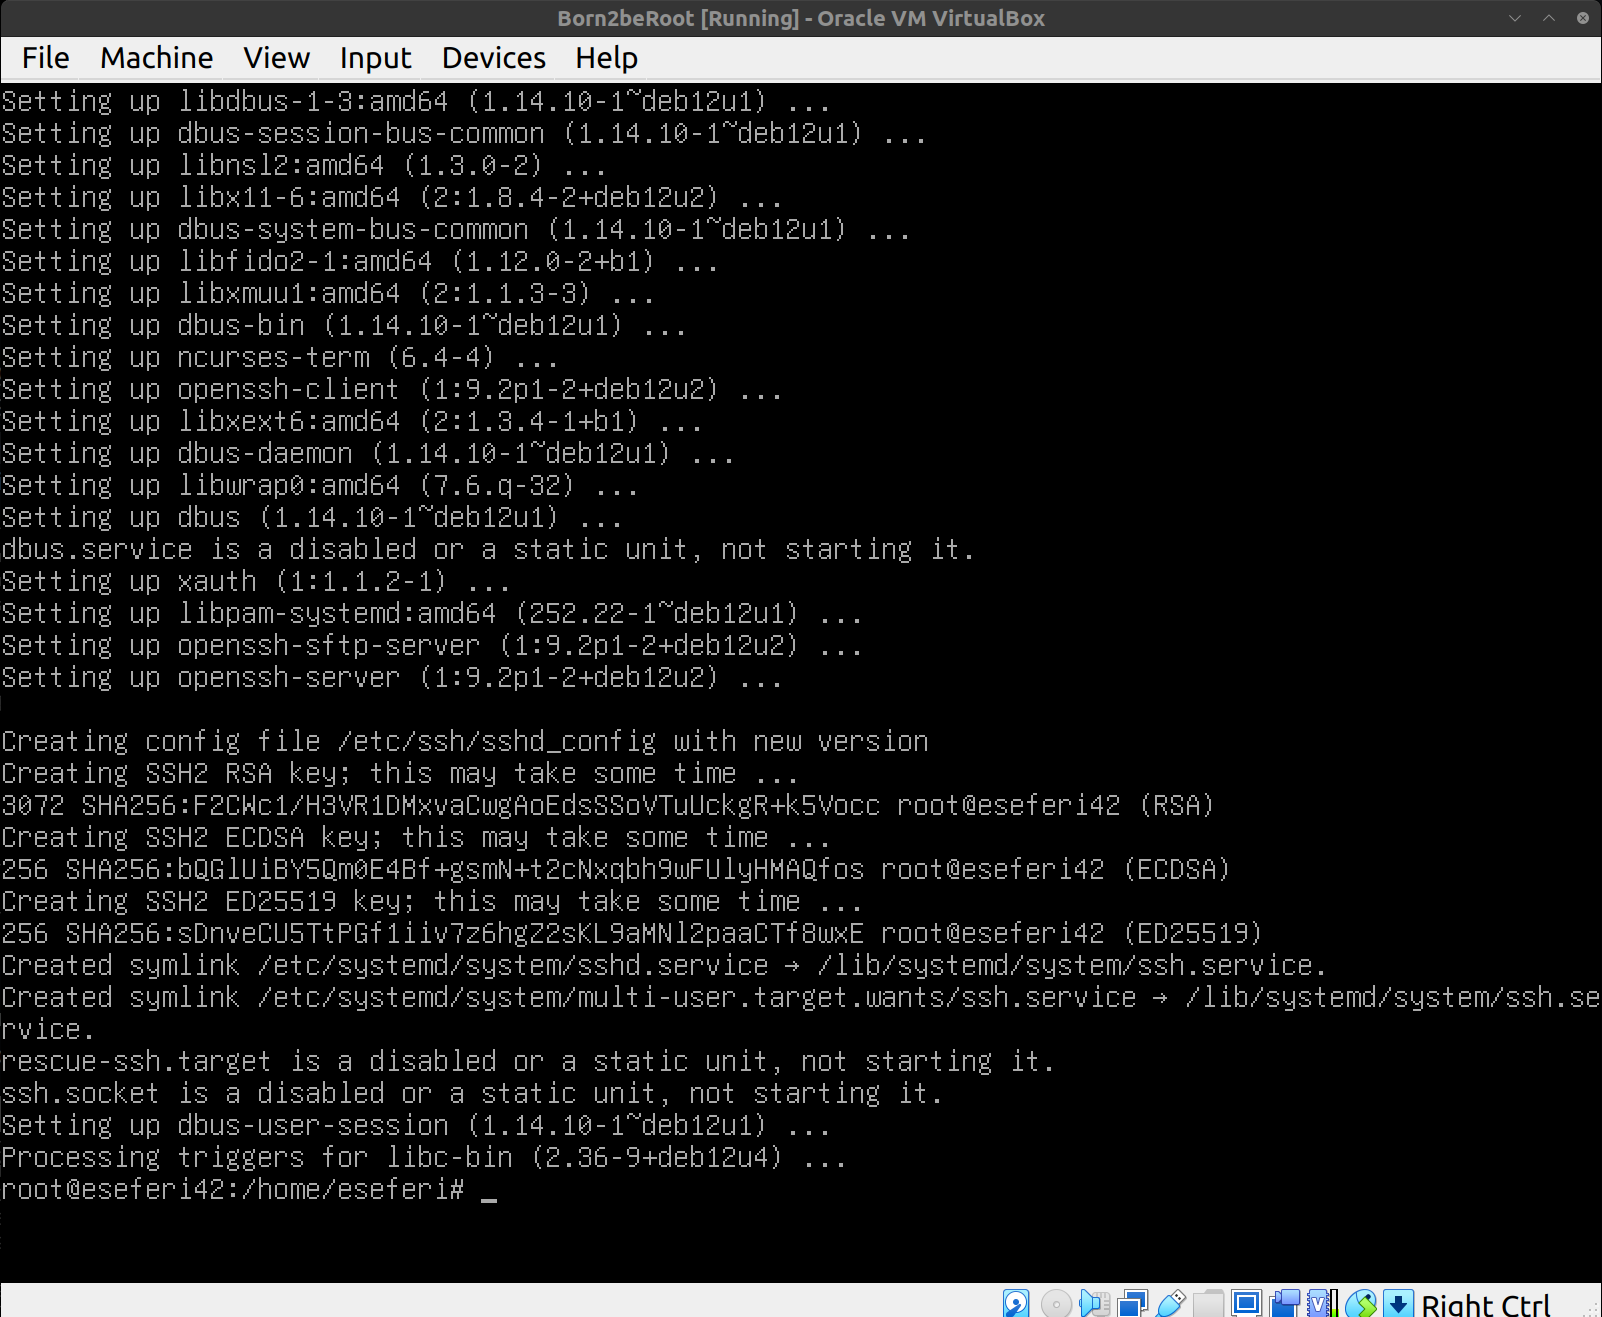 Born2beRoot [Running] - Oracle VM VirtualBox
File Machine View Input Devices Help
Setting up libdbus-1-3:amd64 (1.14.10-1~deb12u1) ...
Setting up dbus-session-bus-common (1.14.10-1~deb12u1) ...
Setting up libnsl2:amd64 (1.3.0-2) ...
Setting up libx11-6:amd64 (2:1.8.4-2+deb12u2) ...
Setting up dbus-system-bus-common (1.14.10-1~deb12u1) ...
Setting up libfido2-1:amd64 (1.12.0-2+b1) ...
Setting up libxmuu1:amd64 (2:1.1.3-3) ...
Setting up dbus-bin (1.14.10-1~deb12u1) ...
Setting up ncurses-term (6.4-4) ...
Setting up openssh-client (1:9.2p1-2+deb12u2) ...
Setting up libxext6:amd64 (2:1.3.4-1+b1) ...
Setting up dbus-daemon (1.14.10-1~deb12u1) ...
Setting up libwrap0:amd64 (7.6.q-32) ...
Setting up dbus (1.14.10-1~deb12u1) ...
dbus.service is a disabled or a static unit, not starting it.
Setting up xauth (1:1.1.2-1) ...
Setting up libpam-systemd:amd64 (252.22-1~deb12u1) ...
Setting up openssh-sftp-server (1:9.2p1-2+deb12u2) ...
Setting up openssh-server (1:9.2p1-2+deb12u2) ...
Creating config file /etc/ssh/sshd_config with new version
Creating SSH2 RSA key; this may take some time ...
3072 SHA256:F2CWc1/H3VR1DMxvaCwgAoEdsSSoVTuUckgR+k5Vocc root@eseferi42 (RSA)
Creating SSH2 ECDSA key; this may take some time ...
256 SHA256:bQGlUiBY5Qm0E4Bf+gsmN+t2cNxqbh9wFUlyHMAQfos root@eseferi42 (ECDSA)
Creating SSH2 ED25519 key; this may take some time ...
256 SHA256:sDnveCU5TtPGf1iiv7z6hgZ2sKL9aMNl2paaCTf8wxE root@eseferi42 (ED25519)
Created symlink /etc/systemd/system/sshd.service → /lib/systemd/system/ssh.service.
Created symlink /etc/systemd/system/multi-user.target.wants/ssh.service → /lib/systemd/system/ssh.se
rvice.
rescue-ssh.target is a disabled or a static unit, not starting it.
ssh.socket is a disabled or a static unit, not starting it.
Setting up dbus-user-session (1.14.10-1~deb12u1) ...
Processing triggers for libc-bin (2.36-9+deb12u4) ...
root@eseferi42:/home/eseferi# _
Right Ctrl